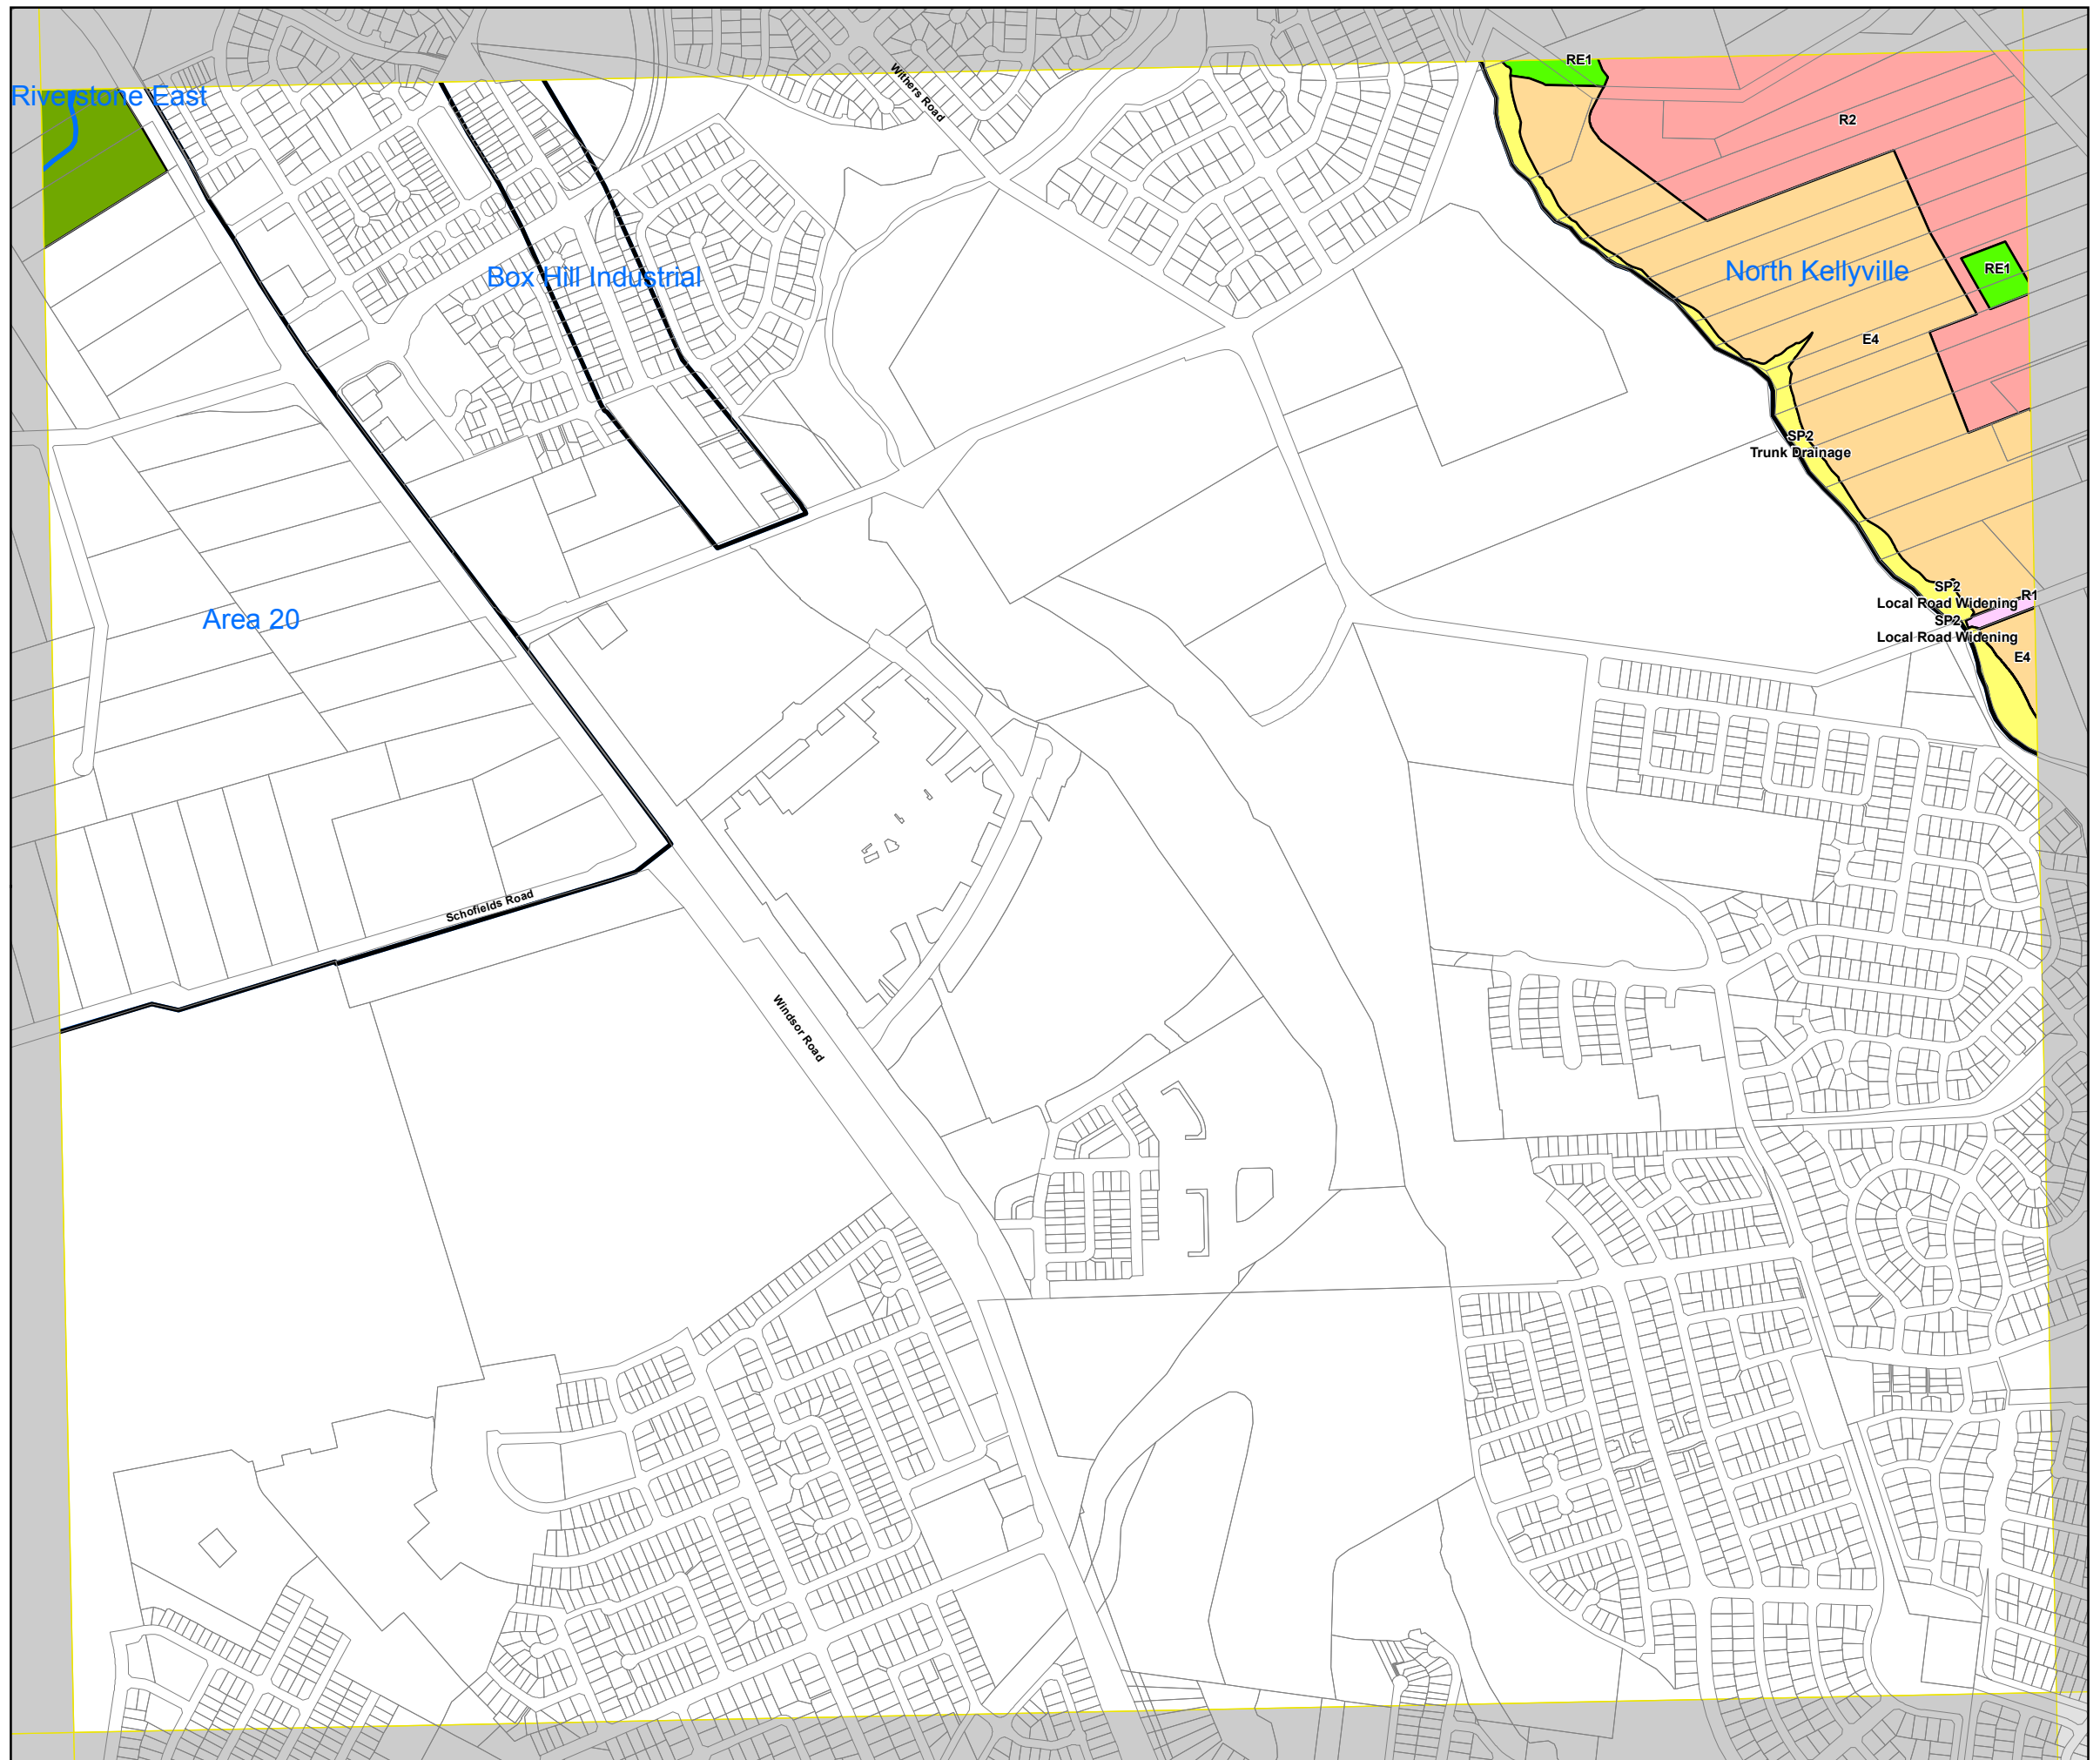 RE1
Withers Road
Riverstone East
R2
RE1
North Kellyville
Box Hill Industrial
E4
SP2
Trunk Drainage
SP2
Local Road Widening
R1
SP2
Local Road Widening
E4
Area 20
Schofields Road
Windsor Road